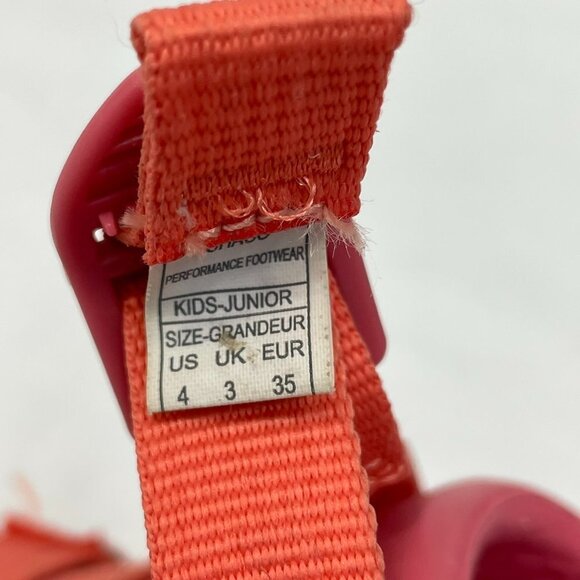 PERFORMANCE FOOTWEAR
KIDS-JUNIOR
SIZE-GRANDEUR
US UK EUR
4 3 35